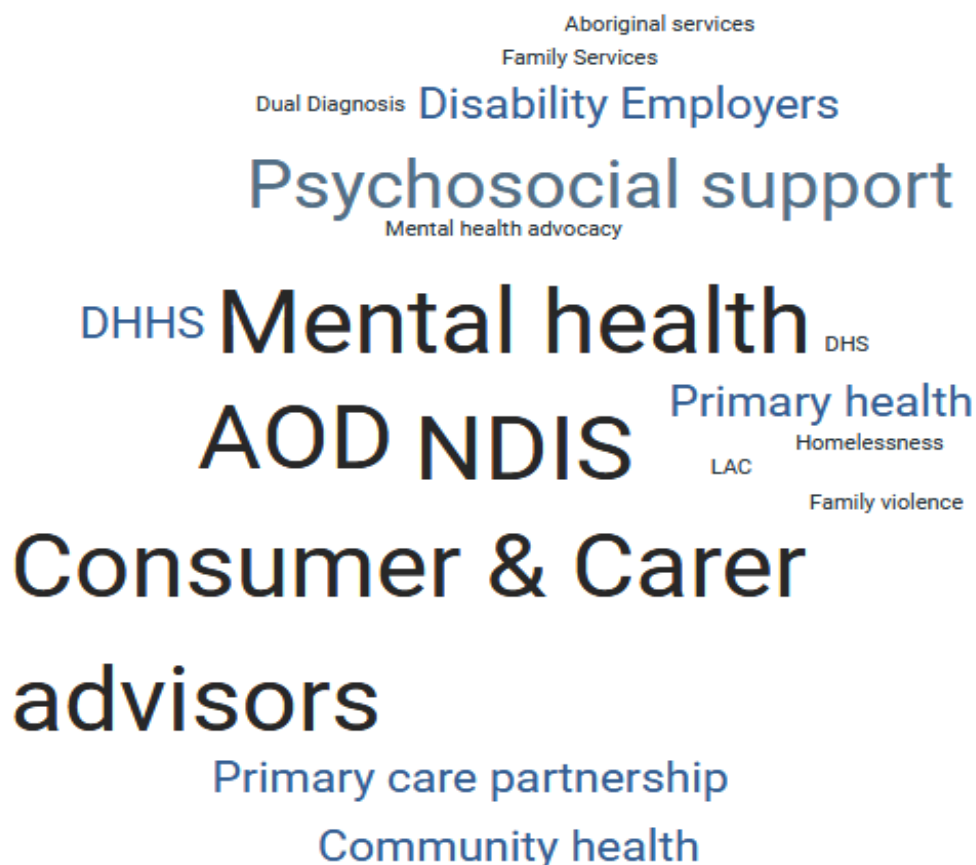 Aboriginal services
Family Services
Dual Diagnosis Disability Employers
Psychosocial support
Mental health advocacy
DHHS Mental health DHS
Primary health
AOD NDIS Homelessness
LAC
Family violence
Consumer & Carer
advisors
Primary care partnership
Community health